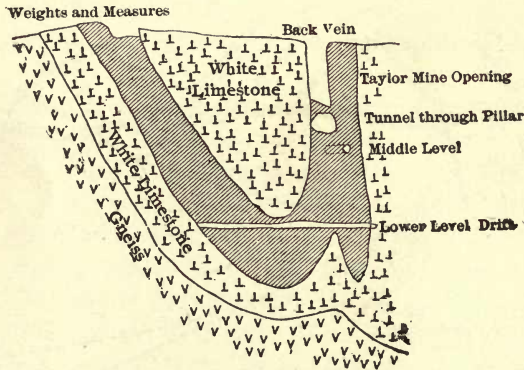 Weights and Measures
Back Vein
White
Limestone
Taylor Mine Opening
Tunnel through Pillar
Middle Level
White Limestone
Lower Level Drift
Gneiss